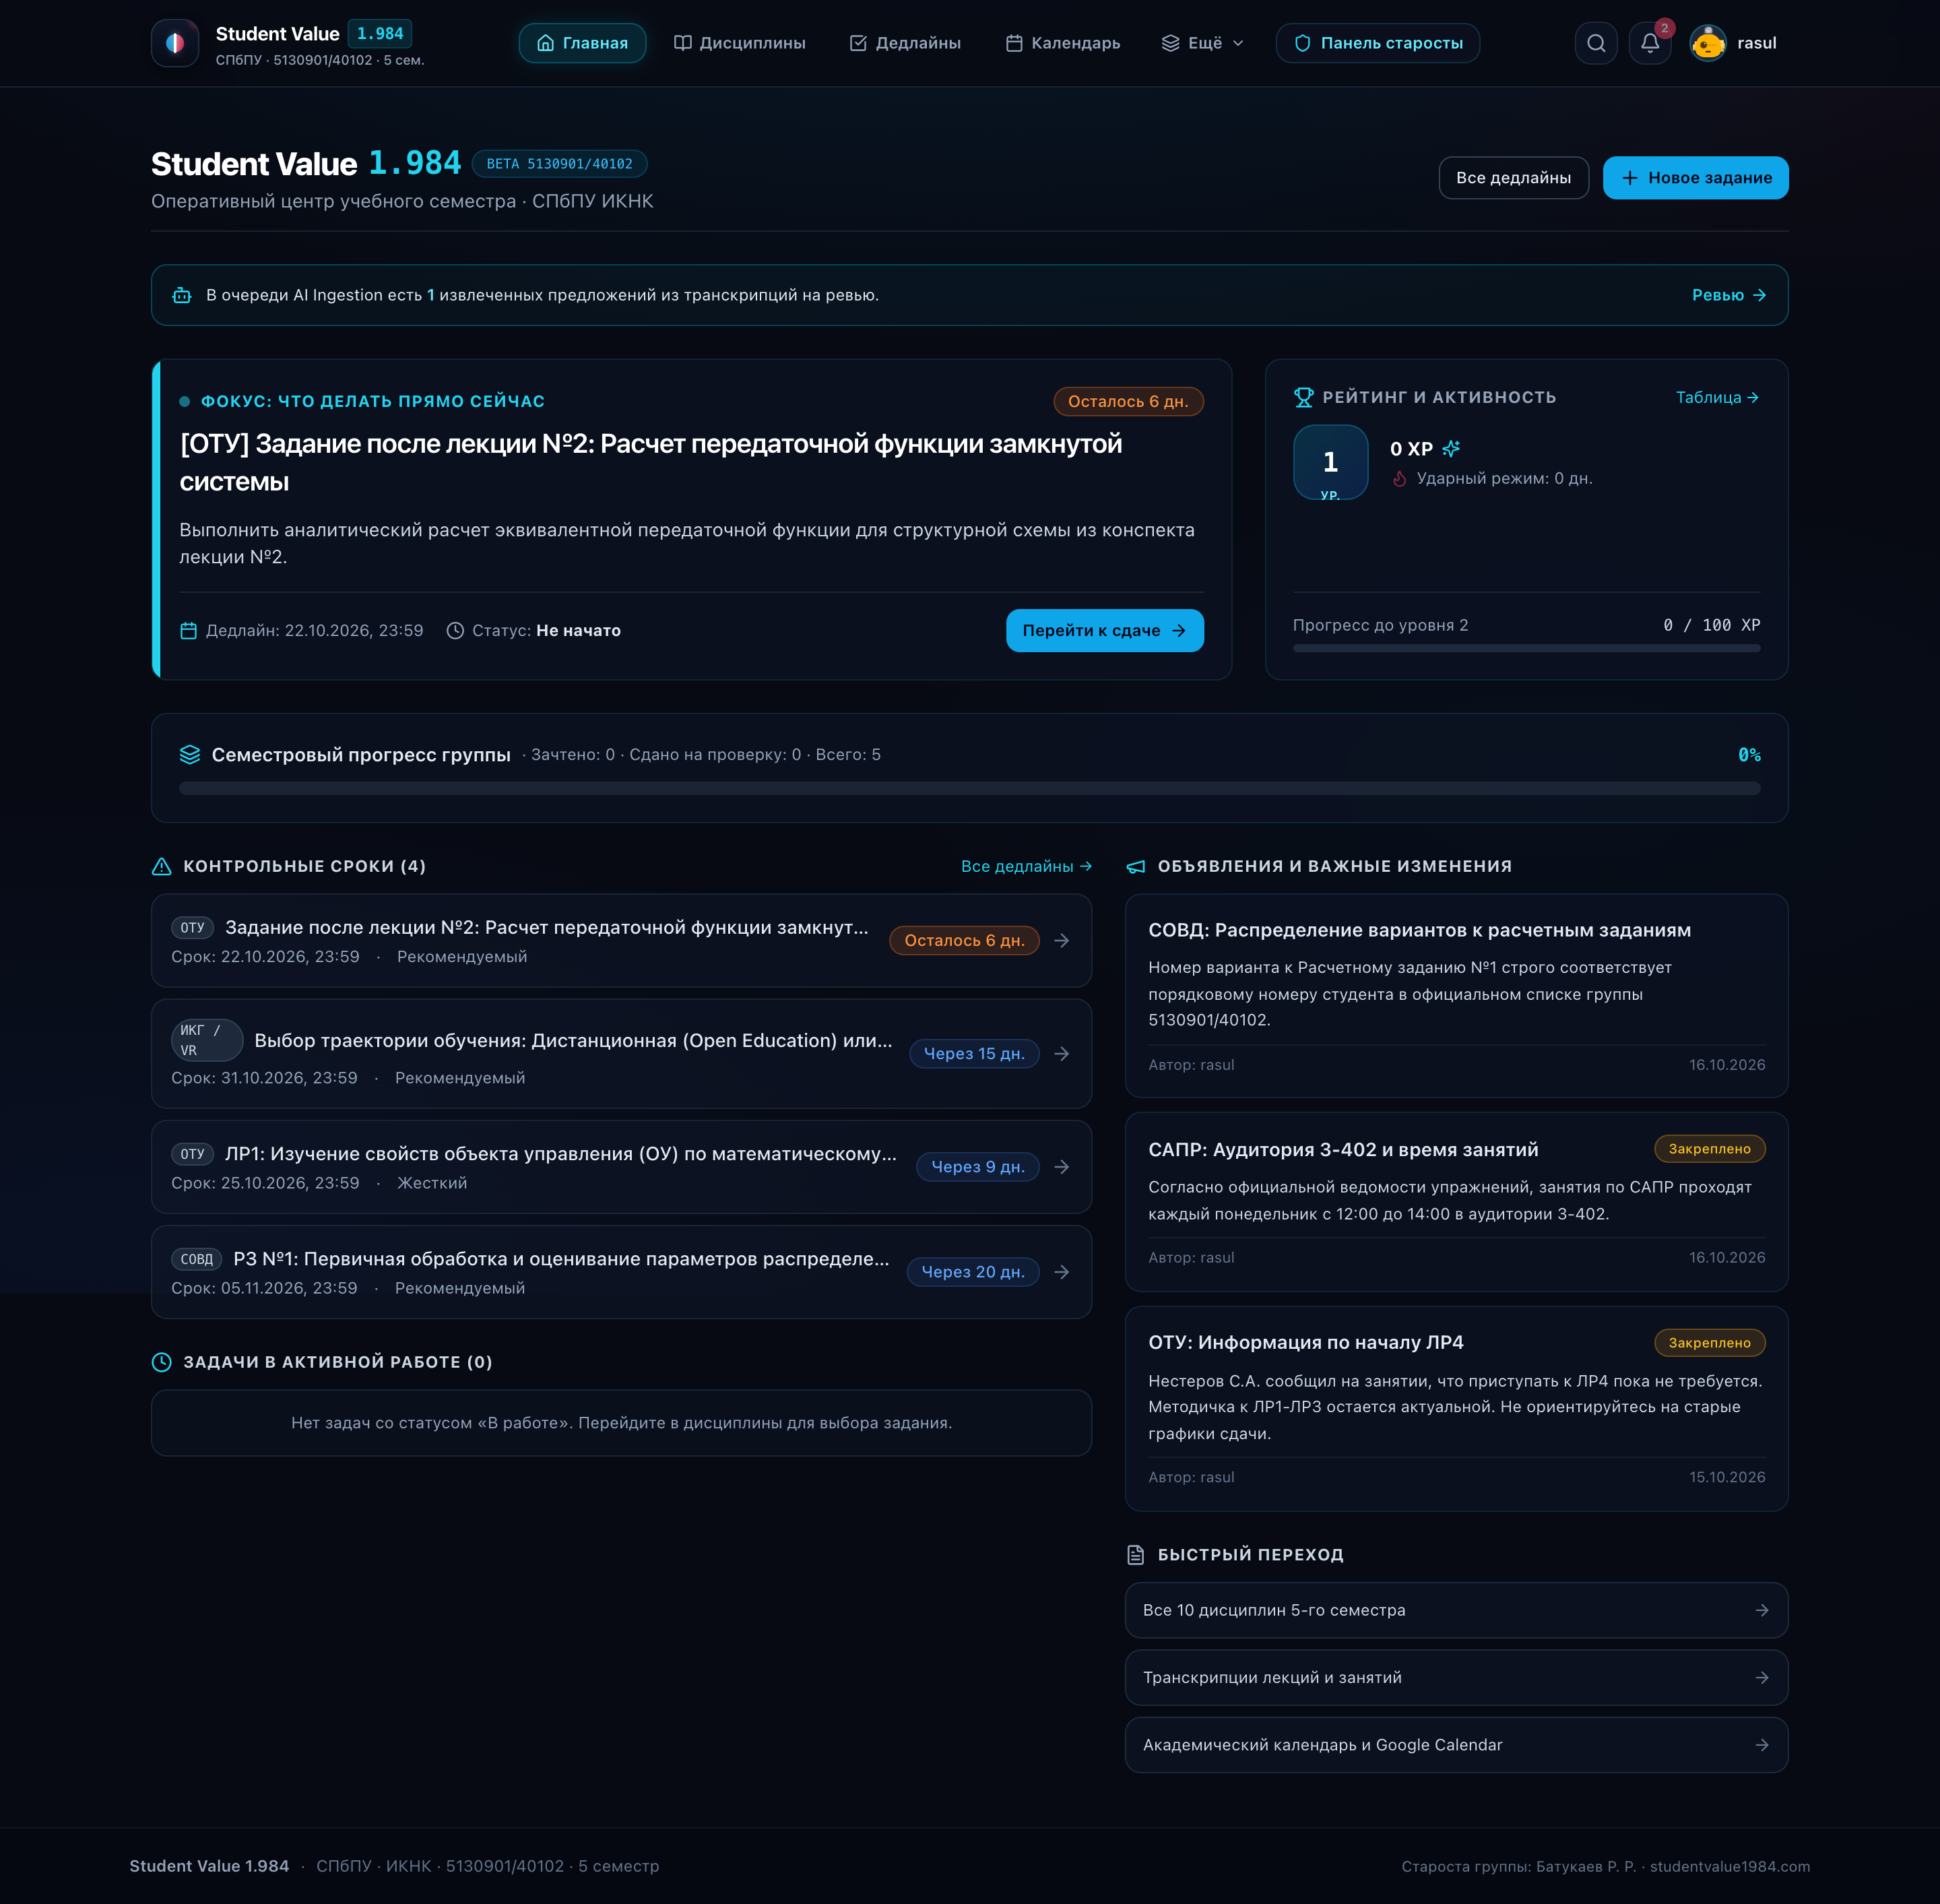 Student Value 1.984
СПбПУ · 5130901/40102 · 5 сем.
Главная
Дисциплины
Дедлайны
Календарь
Ещё
Панель старосты
2
rasul
Student Value 1.984 BETA 5130901/40102
Оперативный центр учебного семестра · СПбПУ ИКНК
Все дедлайны
Новое задание
В очереди AI Ingestion есть 1 извлеченных предложений из транскрипций на ревью.
Ревью →
ФОКУС: ЧТО ДЕЛАТЬ ПРЯМО СЕЙЧАС
Осталось 6 дн.
[ОТУ] Задание после лекции №2: Расчет передаточной функции замкнутой
системы
Выполнить аналитический расчет эквивалентной передаточной функции для структурной схемы из конспекта
лекции №2.
Дедлайн: 22.10.2026, 23:59
Статус: Не начато
Перейти к сдаче →
РЕЙТИНГ И АКТИВНОСТЬ
Таблица →
1
УР.
0 XP
Ударный режим: 0 дн.
Прогресс до уровня 2
0 / 100 XP
Семестровый прогресс группы · Зачтено: 0 · Сдано на проверку: 0 · Всего: 5
0%
КОНТРОЛЬНЫЕ СРОКИ (4)
Все дедлайны →
ОТУ Задание после лекции №2: Расчет передаточной функции замкнут...
Срок: 22.10.2026, 23:59 · Рекомендуемый
Осталось 6 дн.
ИКГ /
VR
Выбор траектории обучения: Дистанционная (Open Education) или...
Срок: 31.10.2026, 23:59 · Рекомендуемый
Через 15 дн.
ОТУ ЛР1: Изучение свойств объекта управления (ОУ) по математическому...
Срок: 25.10.2026, 23:59 · Жесткий
Через 9 дн.
СОВД РЗ №1: Первичная обработка и оценивание параметров распределе...
Срок: 05.11.2026, 23:59 · Рекомендуемый
Через 20 дн.
ЗАДАЧИ В АКТИВНОЙ РАБОТЕ (0)
Нет задач со статусом «В работе». Перейдите в дисциплины для выбора задания.
ОБЪЯВЛЕНИЯ И ВАЖНЫЕ ИЗМЕНЕНИЯ
СОВД: Распределение вариантов к расчетным заданиям
Номер варианта к Расчетному заданию №1 строго соответствует
порядковому номеру студента в официальном списке группы
5130901/40102.
Автор: rasul
16.10.2026
САПР: Аудитория 3-402 и время занятий
Закреплено
Согласно официальной ведомости упражнений, занятия по САПР проходят
каждый понедельник с 12:00 до 14:00 в аудитории 3-402.
Автор: rasul
16.10.2026
ОТУ: Информация по началу ЛР4
Закреплено
Нестеров С.А. сообщил на занятии, что приступать к ЛР4 пока не требуется.
Методичка к ЛР1-ЛР3 остается актуальной. Не ориентируйтесь на старые
графики сдачи.
Автор: rasul
15.10.2026
БЫСТРЫЙ ПЕРЕХОД
Все 10 дисциплин 5-го семестра
Транскрипции лекций и занятий
Академический календарь и Google Calendar
Student Value 1.984 · СПбПУ · ИКНК · 5130901/40102 · 5 семестр
Староста группы: Батукаев Р. Р. · studentvalue1984.com